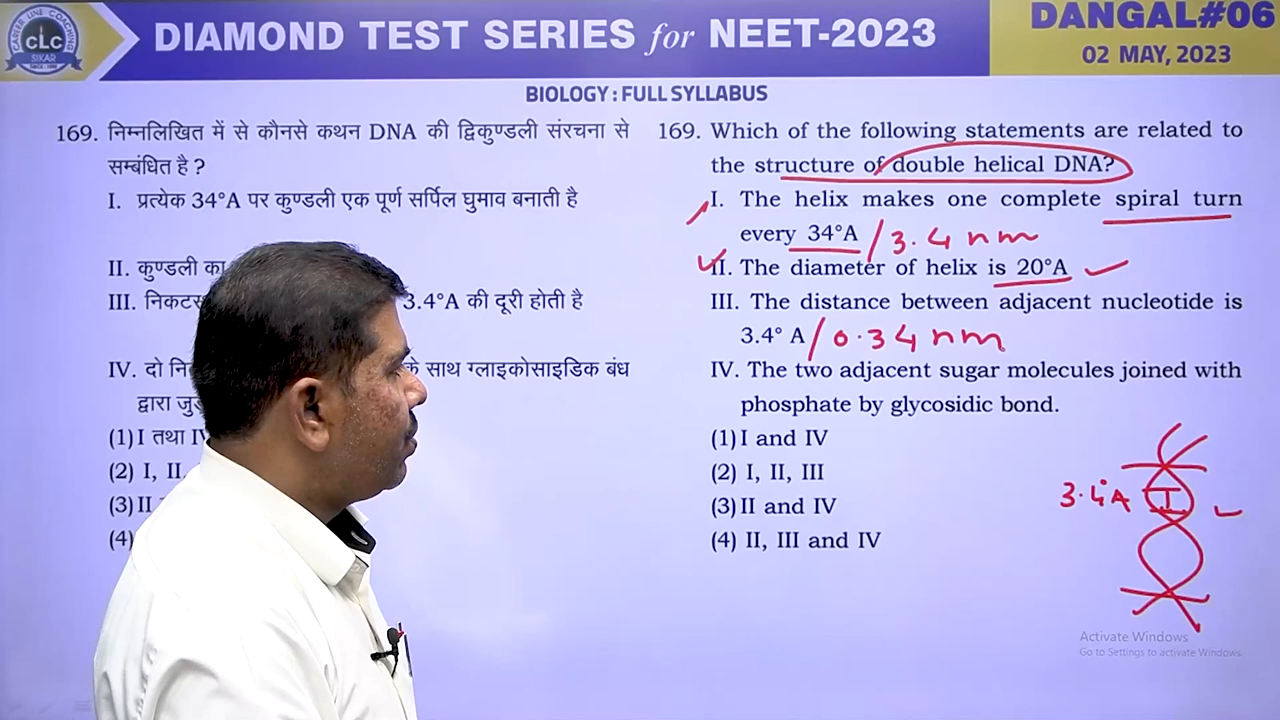 CAREER LINE COACHING
CLC
SIKAR
DIAMOND TEST SERIES for NEET-2023
DANGAL#06
02 MAY, 2023
BIOLOGY : FULL SYLLABUS
169. निम्नलिखित में से कौनसे कथन DNA की द्विकुण्डली संरचना से
सम्बंधित है ?
I. प्रत्येक 34°A पर कुण्डली एक पूर्ण सर्पिल घुमाव बनाती है
II. कुण्डली का
III. 3.4°A की दूरी होती है
IV. दो के साथ ग्लाइकोसाइडिक बंध
द्वारा
(1) I तथा
(2) I, II,
(3) II
(4)
169. Which of the following statements are related to
the structure of double helical DNA?
I. The helix makes one complete spiral turn
every 34°A / 3.4 nm
II. The diameter of helix is 20°A
III. The distance between adjacent nucleotide is
3.4° A / 0.34 nm
IV. The two adjacent sugar molecules joined with
phosphate by glycosidic bond.
(1) I and IV
(2) I, II, III
(3) II and IV
(4) II, III and IV
3.4°A
Activate Windows
Go to Settings to activate Windows.